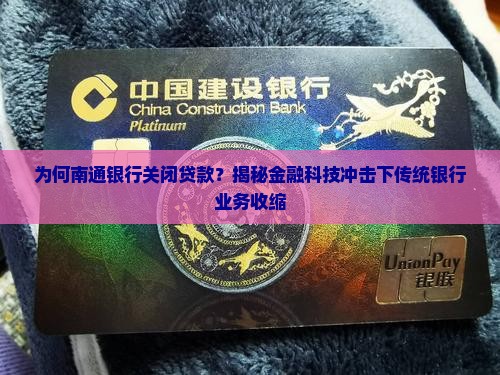 中国建设银行
China Construction Bank
Platinum
为何南通银行关闭贷款？揭秘金融科技冲击下传统银行
业务收缩
UnionPay
银联